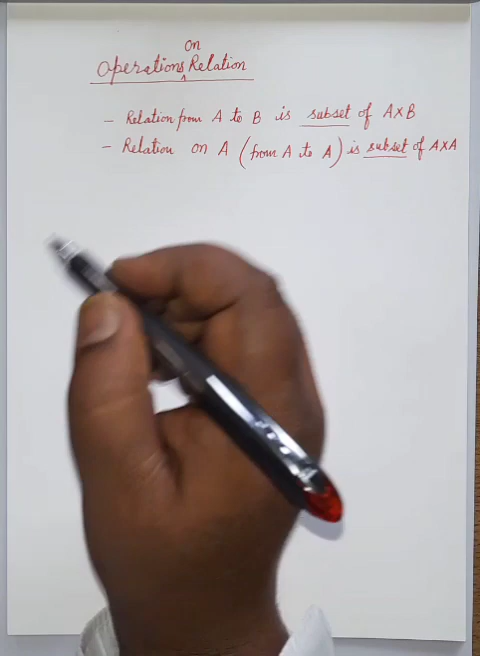 Operations on Relation
- Relation from A to B is subset of A×B
- Relation on A (from A to A) is subset of A×A